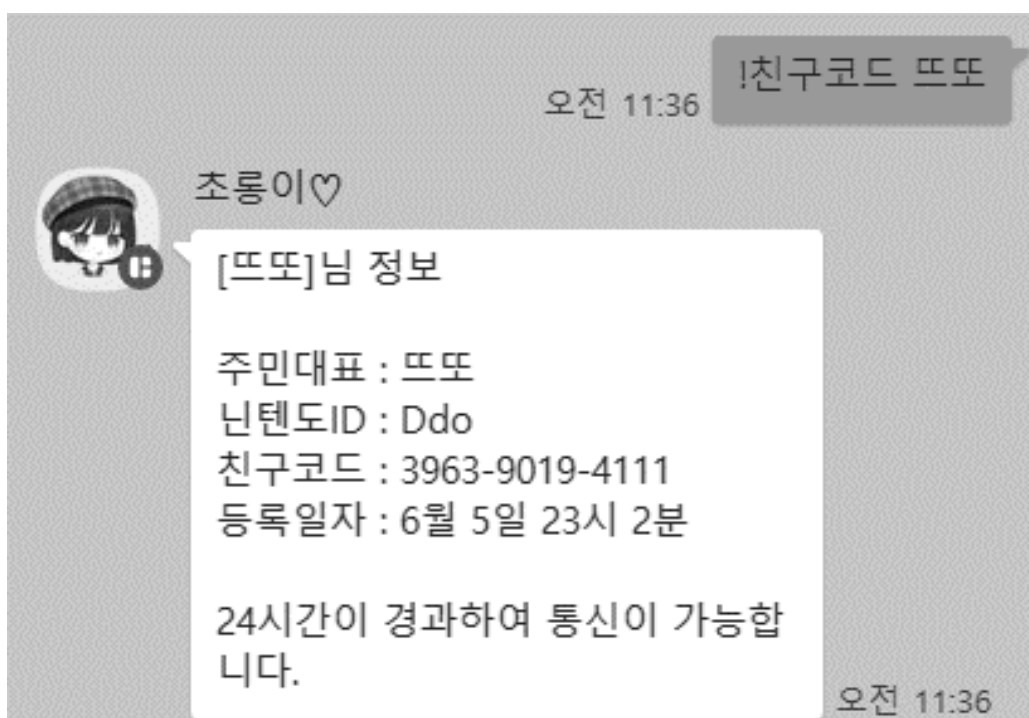 !친구코드 뜨또
오전 11:36
초롱이♡
[뜨또]님 정보
주민대표 : 뜨또
닌텐도ID : Ddo
친구코드 : 3963-9019-4111
등록일자 : 6월 5일 23시 2분
24시간이 경과하여 통신이 가능합
니다.
오전 11:36